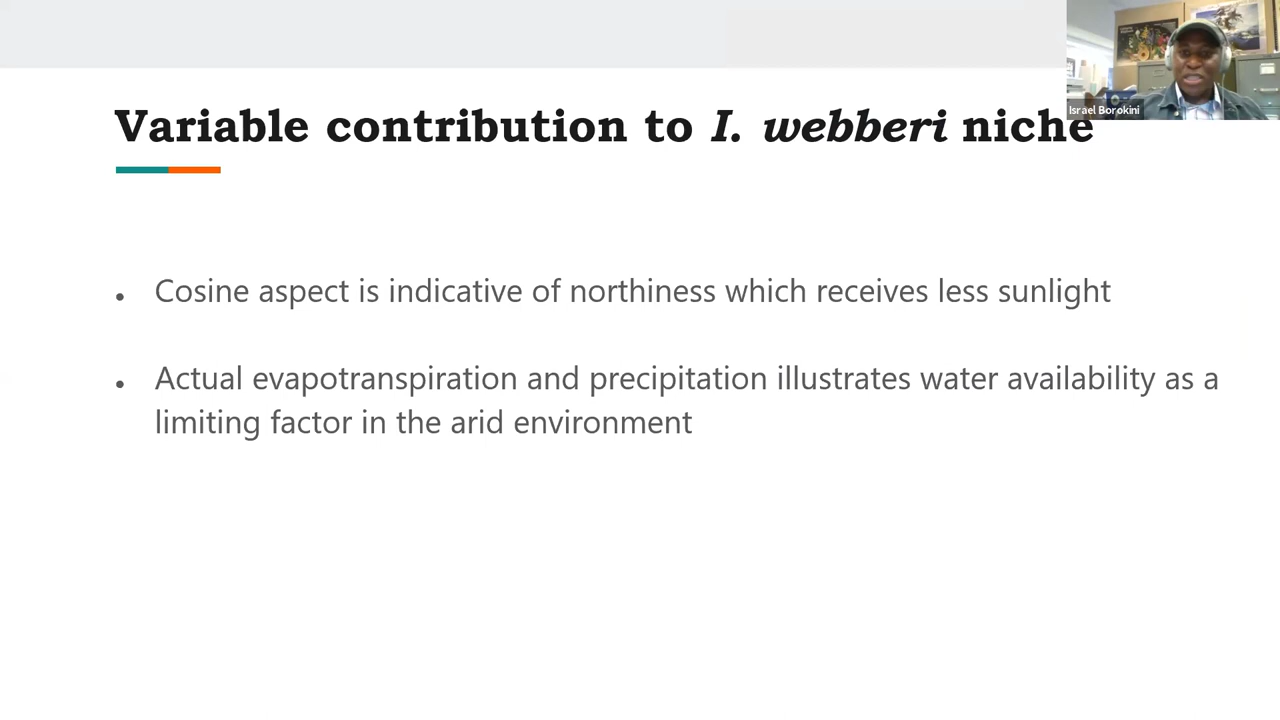 Variable contribution to I. webberi niche
Israel Borokini
• Cosine aspect is indicative of northiness which receives less sunlight
• Actual evapotranspiration and precipitation illustrates water availability as a
limiting factor in the arid environment